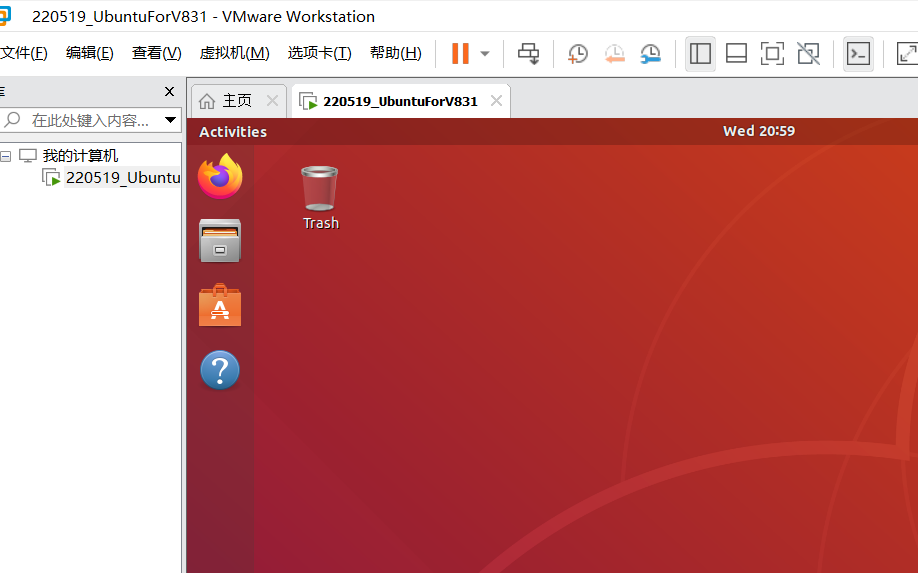 220519_UbuntuForV831 - VMware Workstation
文件(F) 编辑(E) 查看(V) 虚拟机(M) 选项卡(T) 帮助(H)
主页 220519_UbuntuForV831
在此处键入内容...
Activities Wed 20:59
我的计算机
220519_Ubuntu
Trash